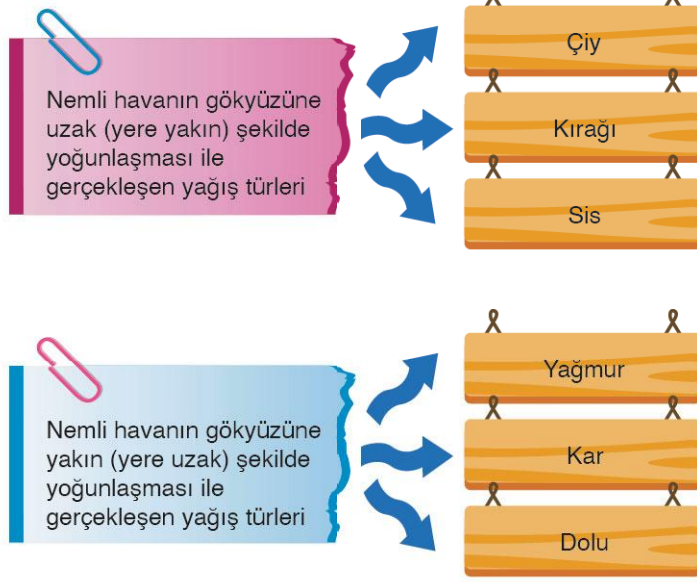 Nemli havanın gökyüzüne
uzak (yere yakın) şekilde
yoğunlaşması ile
gerçekleşen yağış türleri
Çiy
Kırağı
Sis
Nemli havanın gökyüzüne
yakın (yere uzak) şekilde
yoğunlaşması ile
gerçekleşen yağış türleri
Yağmur
Kar
Dolu